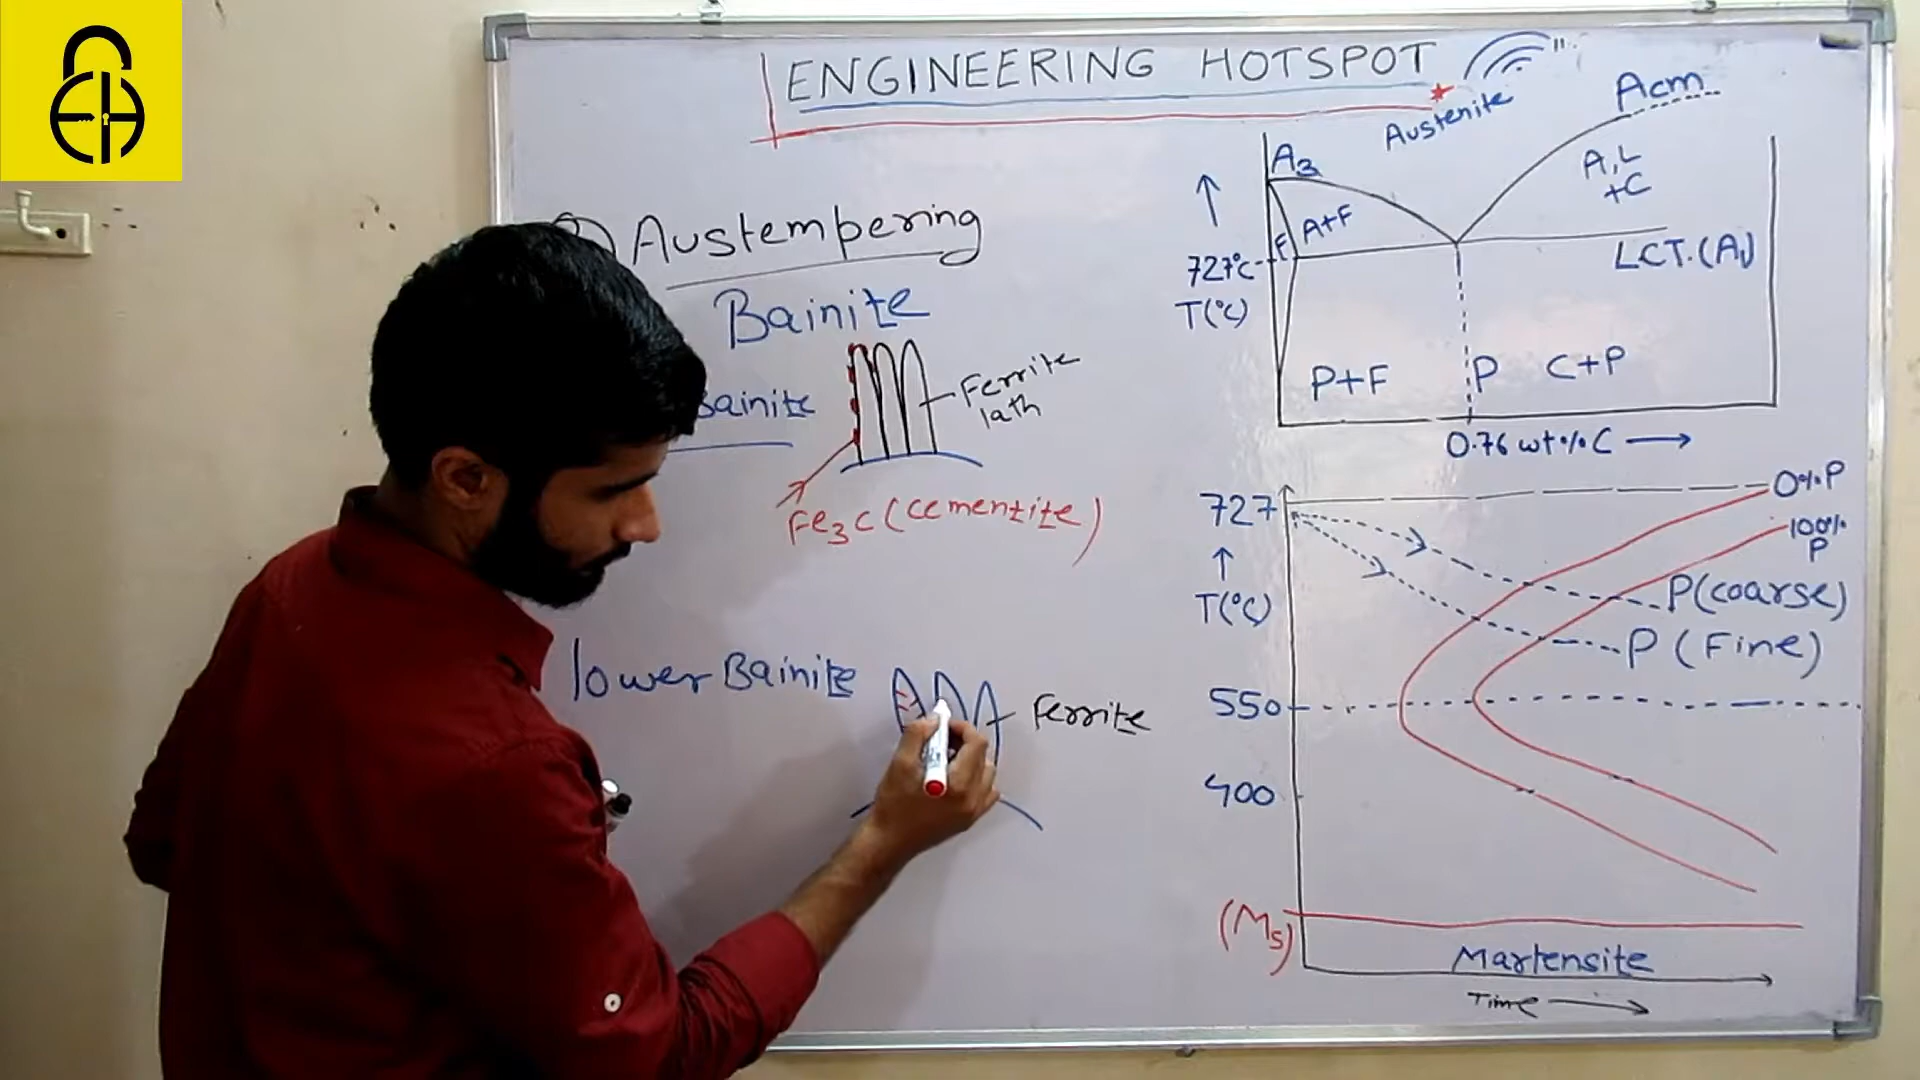 ENGINEERING HOTSPOT
Austempering
Bainite
Bainite
Ferrite
lath
Fe3C (cementite)
lower Bainite
Ferrite
Austenite
Acm
A3
A,L
+C
A+F
F
727°C
T(°C)
LCT.(A1)
P+F
P
C+P
0.76 wt% C
727
0% P
100%
P
T(°C)
P(coarse)
P (Fine)
550
400
(Ms)
Martensite
Time